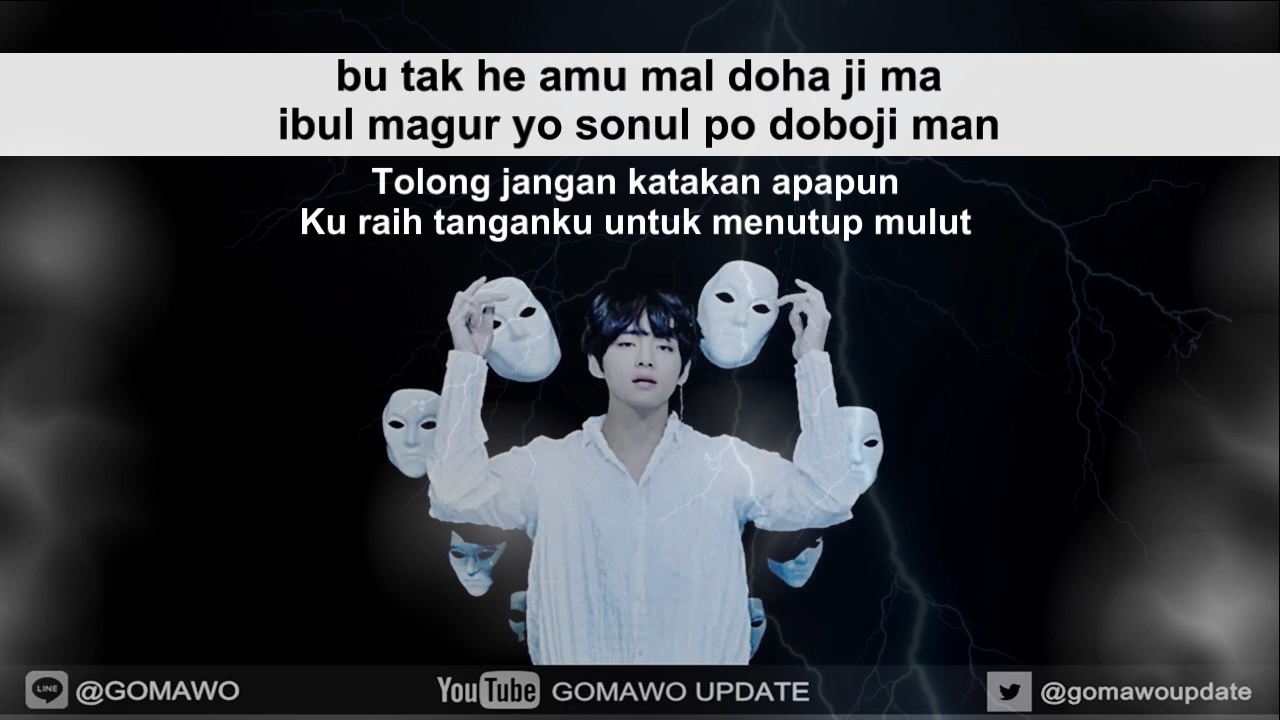 bu tak he amu mal doha ji ma
ibul magur yo sonul po doboji man
Tolong jangan katakan apapun
Ku raih tanganku untuk menutup mulut
LINE @GOMAWO
YouTube GOMAWO UPDATE
@gomawoupdate